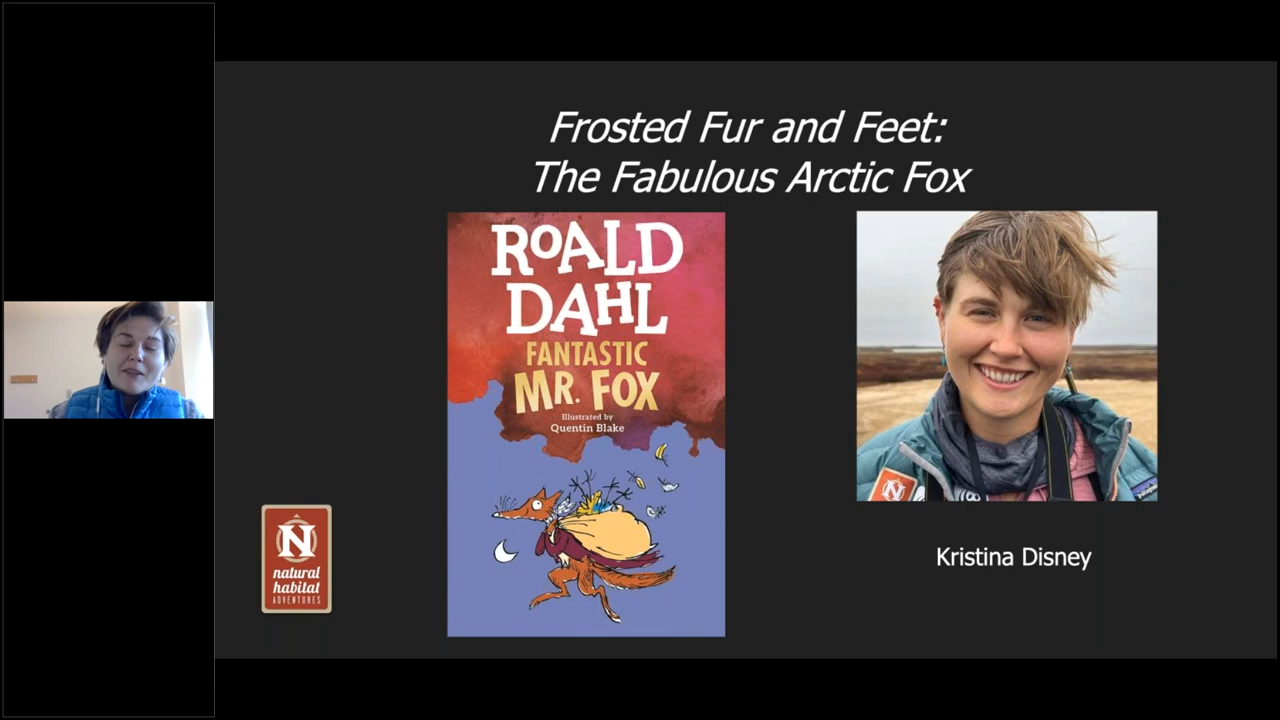 Frosted Fur and Feet:
The Fabulous Arctic Fox
ROALD
DAHL
FANTASTIC
MR. FOX
Illustrated by
Quentin Blake
N
natural
habitat
ADVENTURES
N
Kristina Disney